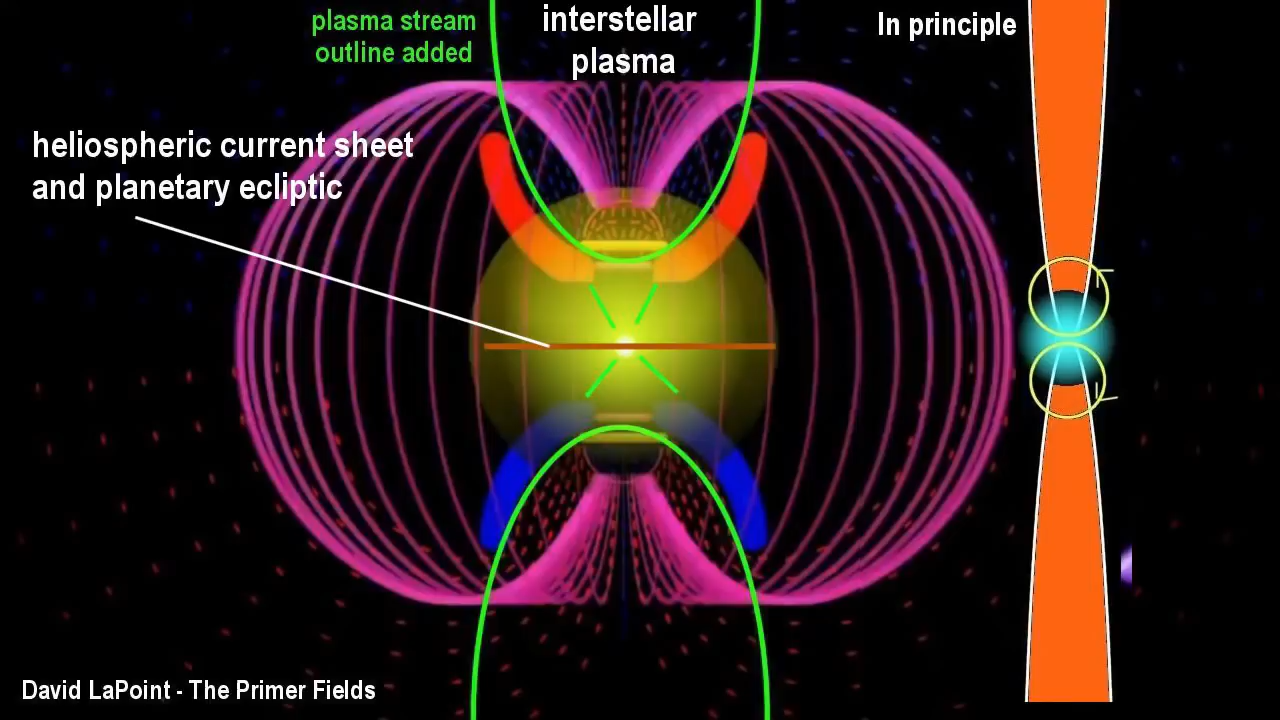 plasma stream
outline added
interstellar
plasma
In principle
heliospheric current sheet
and planetary ecliptic
David LaPoint - The Primer Fields